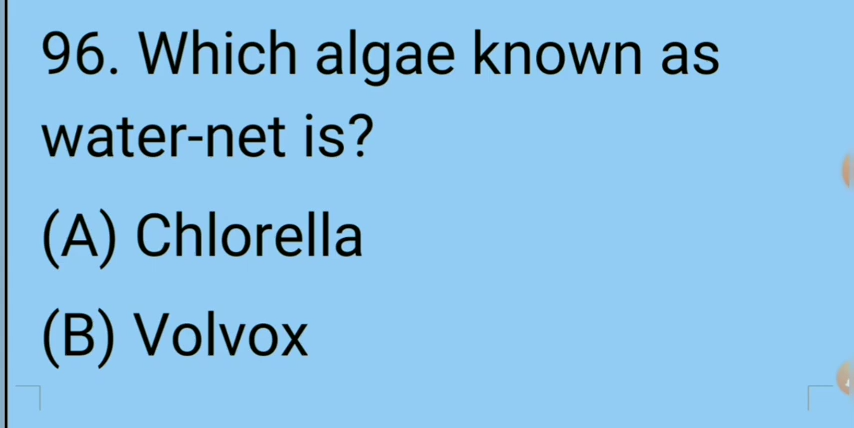 96. Which algae known as
water-net is?
(A) Chlorella
(B) Volvox